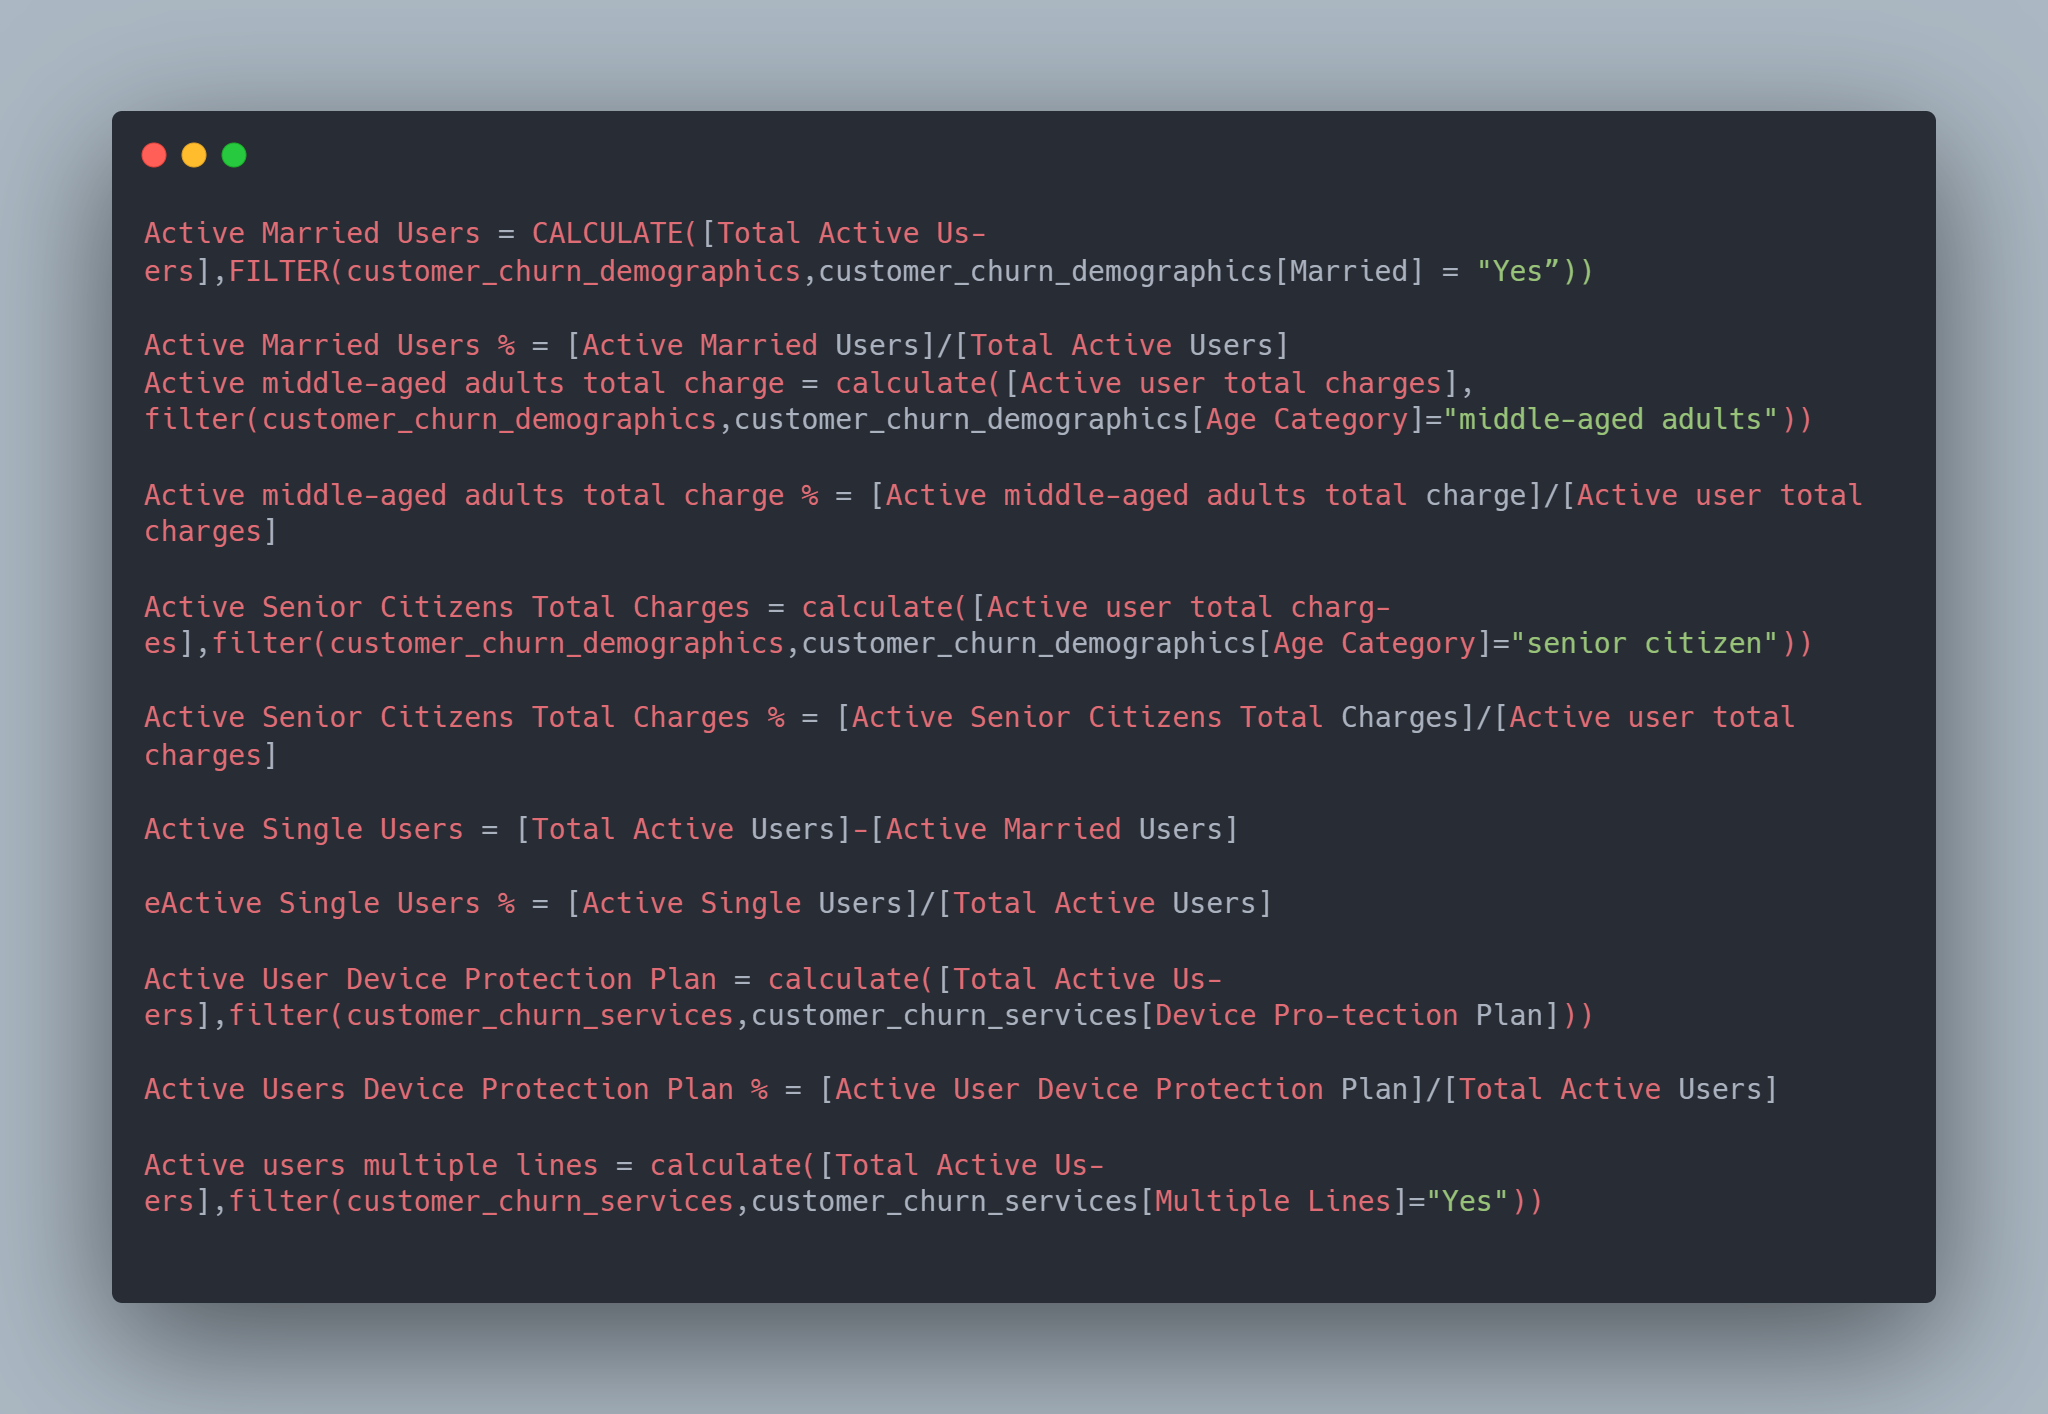 Active Married Users = CALCULATE([Total Active Us-
ers],FILTER(customer_churn_demographics,customer_churn_demographics[Married] = "Yes”))
Active Married Users % = [Active Married Users]/[Total Active Users]
Active middle-aged adults total charge = calculate([Active user total charges],
filter(customer_churn_demographics,customer_churn_demographics[Age Category]="middle-aged adults"))
Active middle-aged adults total charge % = [Active middle-aged adults total charge]/[Active user total
charges]
Active Senior Citizens Total Charges = calculate([Active user total charg-
es],filter(customer_churn_demographics,customer_churn_demographics[Age Category]="senior citizen"))
Active Senior Citizens Total Charges % = [Active Senior Citizens Total Charges]/[Active user total
charges]
Active Single Users = [Total Active Users]-[Active Married Users]
eActive Single Users % = [Active Single Users]/[Total Active Users]
Active User Device Protection Plan = calculate([Total Active Us-
ers],filter(customer_churn_services,customer_churn_services[Device Pro-tection Plan]))
Active Users Device Protection Plan % = [Active User Device Protection Plan]/[Total Active Users]
Active users multiple lines = calculate([Total Active Us-
ers],filter(customer_churn_services,customer_churn_services[Multiple Lines]="Yes"))